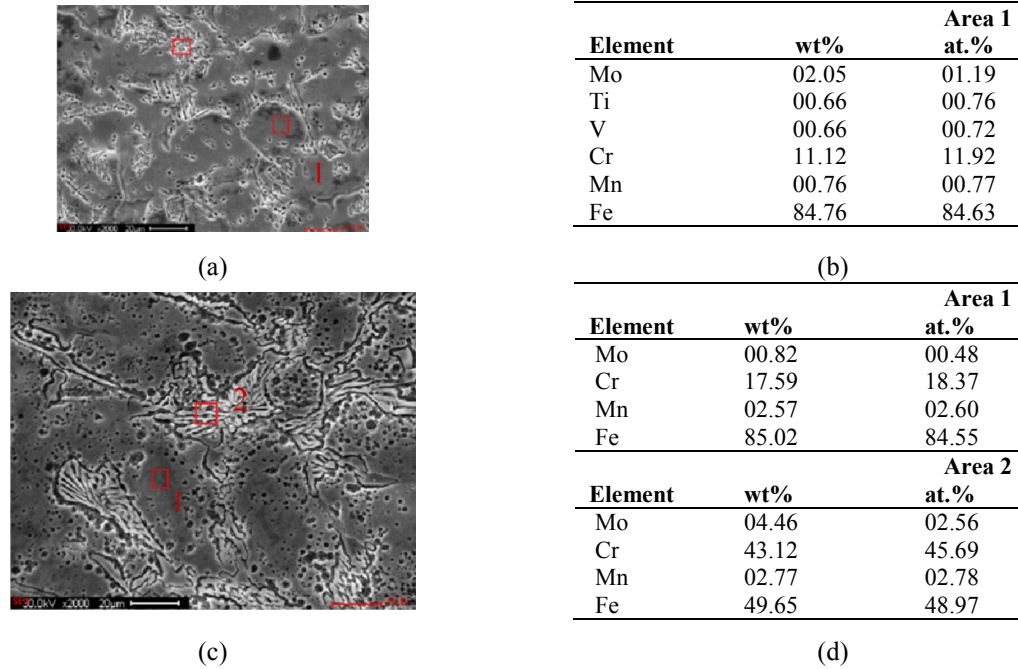 Area 1
Element wt% at.%
Mo 02.05 01.19
Ti 00.66 00.76
V 00.66 00.72
Cr 11.12 11.92
Mn 00.76 00.77
Fe 84.76 84.63
1
20µm
(a) (b)
Area 1
Element wt% at.%
Mo 00.82 00.48
Cr 17.59 18.37
Mn 02.57 02.60
Fe 85.02 84.55
Area 2
Element wt% at.%
Mo 04.46 02.56
Cr 43.12 45.69
Mn 02.77 02.78
Fe 49.65 48.97
2
1
30.0kV x2000 20µm
(c) (d)